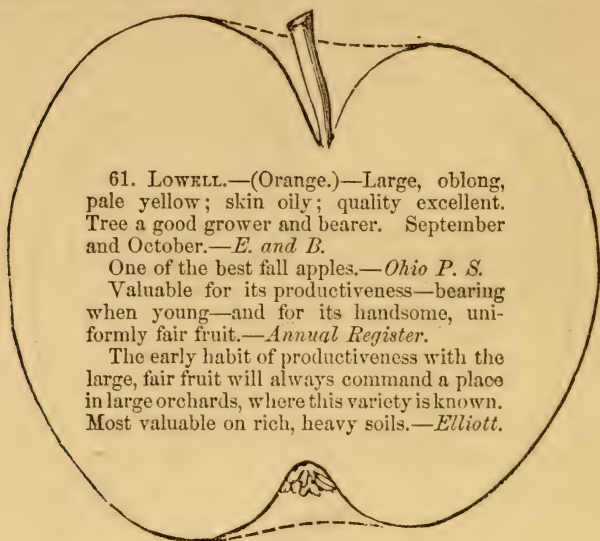 61. LOWELL.—(Orange.)—Large, oblong,
pale yellow; skin oily; quality excellent.
Tree a good grower and bearer. September
and October.—E. and B.
One of the best fall apples.—Ohio P. S.
Valuable for its productiveness—bearing
when young—and for its handsome, uni-
formly fair fruit.—Annual Register.
The early habit of productiveness with the
large, fair fruit will always command a place
in large orchards, where this variety is known.
Most valuable on rich, heavy soils.—Elliott.